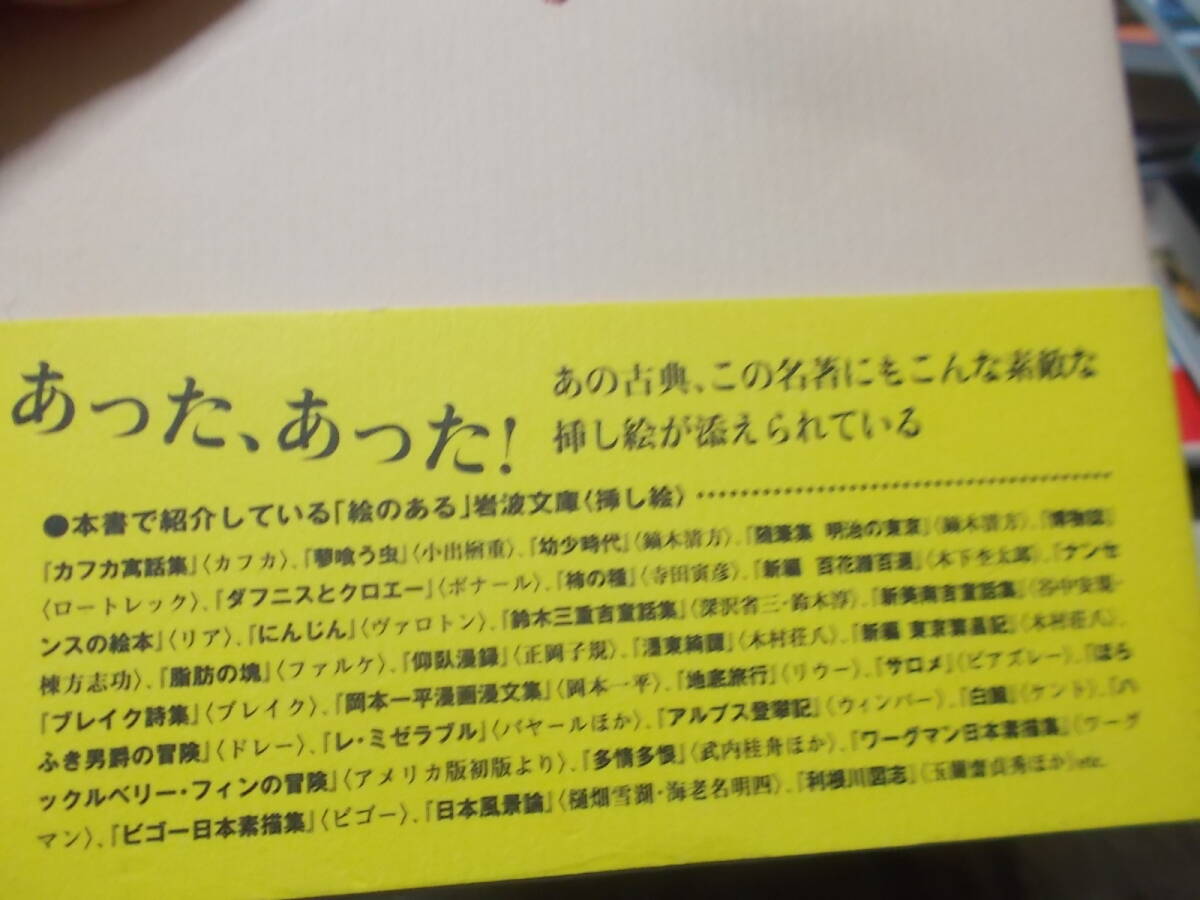 あった、あった!
あの古典、この名著にもこんな素敵な
挿し絵が添えられている
●本書で紹介している「絵のある」岩波文庫〈挿し絵〉
『カフカ寓話集』〈カフカ〉、『蓼喰う虫』〈小出楢重〉、『幼少時代』〈鏑木清方〉、『随筆集 明治の東京』〈鏑木清方〉、『博物誌』
〈ロートレック〉、『ダフニスとクロエー』〈ボナール〉、『柿の種』〈寺田寅彦〉、『新編 百花譜百選』〈木下杢太郎〉、『ナンセ
ンスの絵本』〈リア〉、『にんじん』〈ヴァロトン〉、『鈴木三重吉童話集』〈深沢省三・鈴木淳〉、『新美南吉童話集』〈谷中安規・
棟方志功〉、『脂肪の塊』〈ファルケ〉、『仰臥漫録』〈正岡子規〉、『濹東綺譚』〈木村荘八〉、『新編 東京繁昌記』〈木村荘八〉、
『ブレイク詩集』〈ブレイク〉、『岡本一平漫画漫文集』〈岡本一平〉、『地底旅行』〈リウー〉、『サロメ』〈ビアズレー〉、『ほら
ふき男爵の冒険』〈ドレー〉、『レ・ミゼラブル』〈バヤールほか〉、『アルプス登攀記』〈ウィンパー〉、『白鯨』〈ケント〉、『ハ
ックルベリー・フィンの冒険』〈アメリカ版初版より〉、『多情多恨』〈武内桂舟ほか〉、『ワーグマン日本素描集』〈ワーグ
マン〉、『ビゴー日本素描集』〈ビゴー〉、『日本風景論』〈樋畑雪湖・海老名明四〉、『利根川図志』〈玉蘭斎貞秀ほか〉etc.